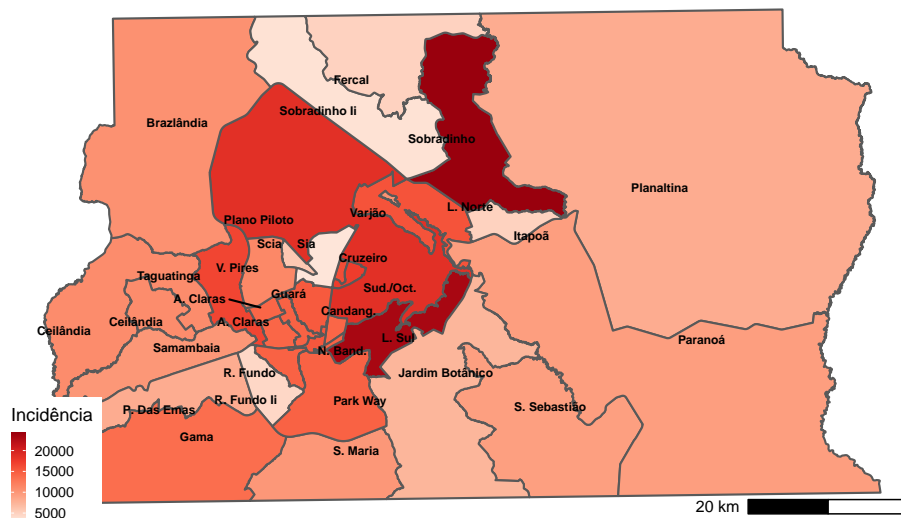 Fercal
Sobradinho Ii
Brazlândia
Sobradinho
Planaltina
L. Norte
Plano Piloto
Varjão
Itapoã
Scia
Sia
Cruzeiro
V. Pires
Taguatinga
Sud./Oct.
Guará
A. Claras
Candang.
Ceilândia
Ceilândia
A. Claras
L. Sul
Paranoá
Samambaia
N. Band.
R. Fundo
Jardim Botânico
R. Fundo Ii
Park Way
P. Das Emas
S. Sebastião
Gama
S. Maria
Incidência
20000
15000
10000
5000
20 km